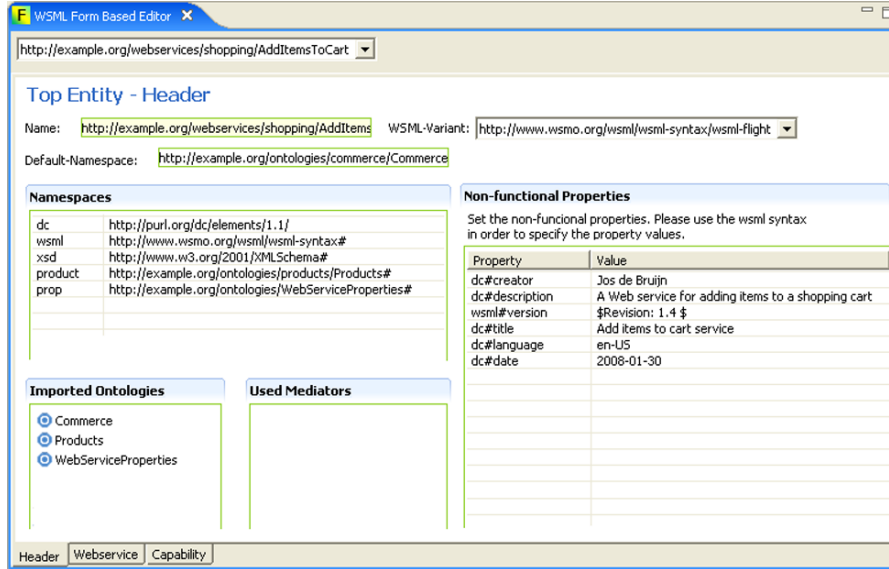 F WSML Form Based Editor
http://example.org/webservices/shopping/AddItemsToCart
Top Entity - Header
Name: http://example.org/webservices/shopping/AddItems WSML-Variant: http://www.wsmo.org/wsml/wsml-syntax/wsml-flight
Default-Namespace: http://example.org/ontologies/commerce/Commerce
Namespaces
dc http://purl.org/dc/elements/1.1/
wsml http://www.wsmo.org/wsml/wsml-syntax#
xsd http://www.w3.org/2001/XMLSchema#
product http://example.org/ontologies/products/Products#
prop http://example.org/ontologies/WebServiceProperties#
Non-functional Properties
Set the non-funcional properties. Please use the wsml syntax
in order to specify the property values.
Property Value
dc#creator Jos de Bruijn
dc#description A Web service for adding items to a shopping cart
wsml#version $Revision: 1.4 $
dc#title Add items to cart service
dc#language en-US
dc#date 2008-01-30
Imported Ontologies
Commerce
Products
WebServiceProperties
Used Mediators
Header Webservice Capability